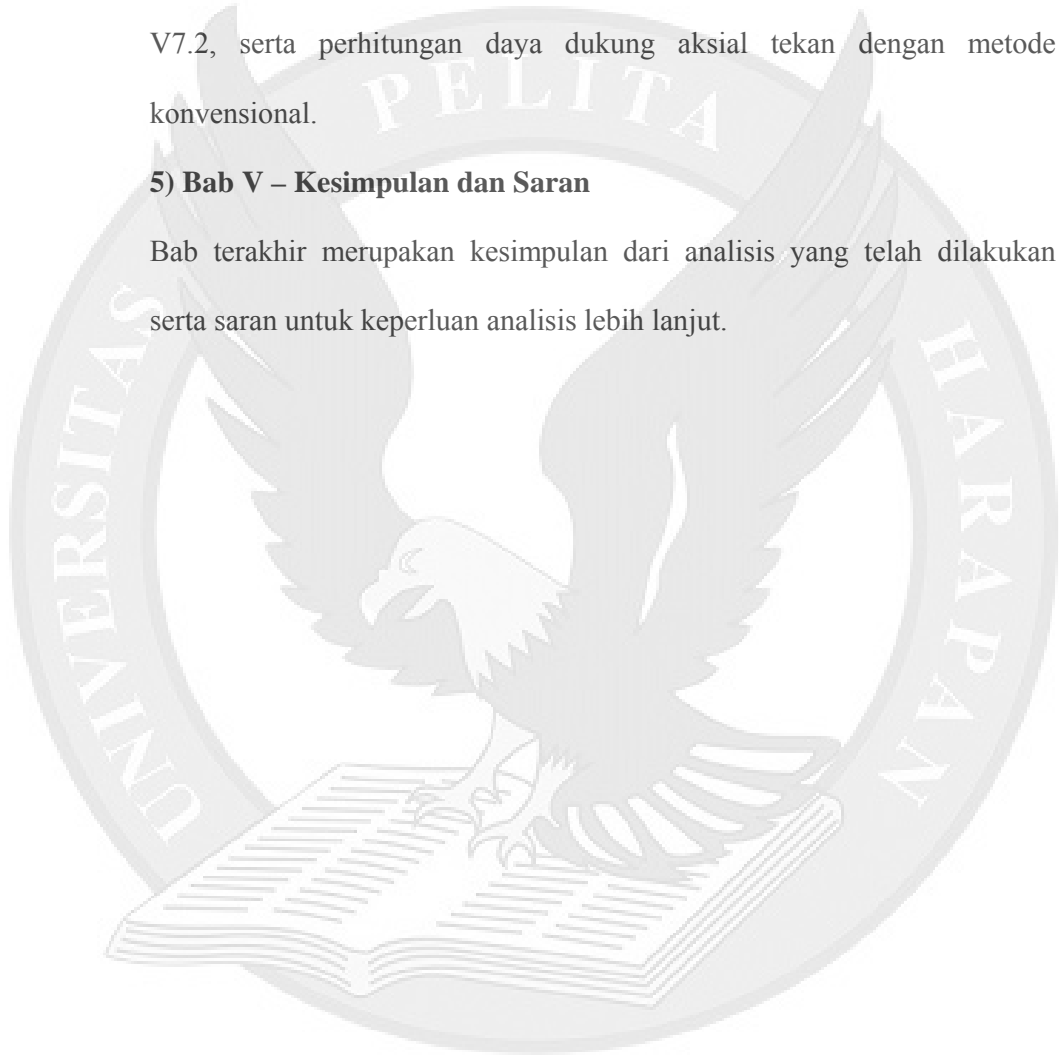 V7.2, serta perhitungan daya dukung aksial tekan dengan metode
konvensional.
5) Bab V – Kesimpulan dan Saran
Bab terakhir merupakan kesimpulan dari analisis yang telah dilakukan
serta saran untuk keperluan analisis lebih lanjut.
UNIVERSITAS PELITA HARAPAN